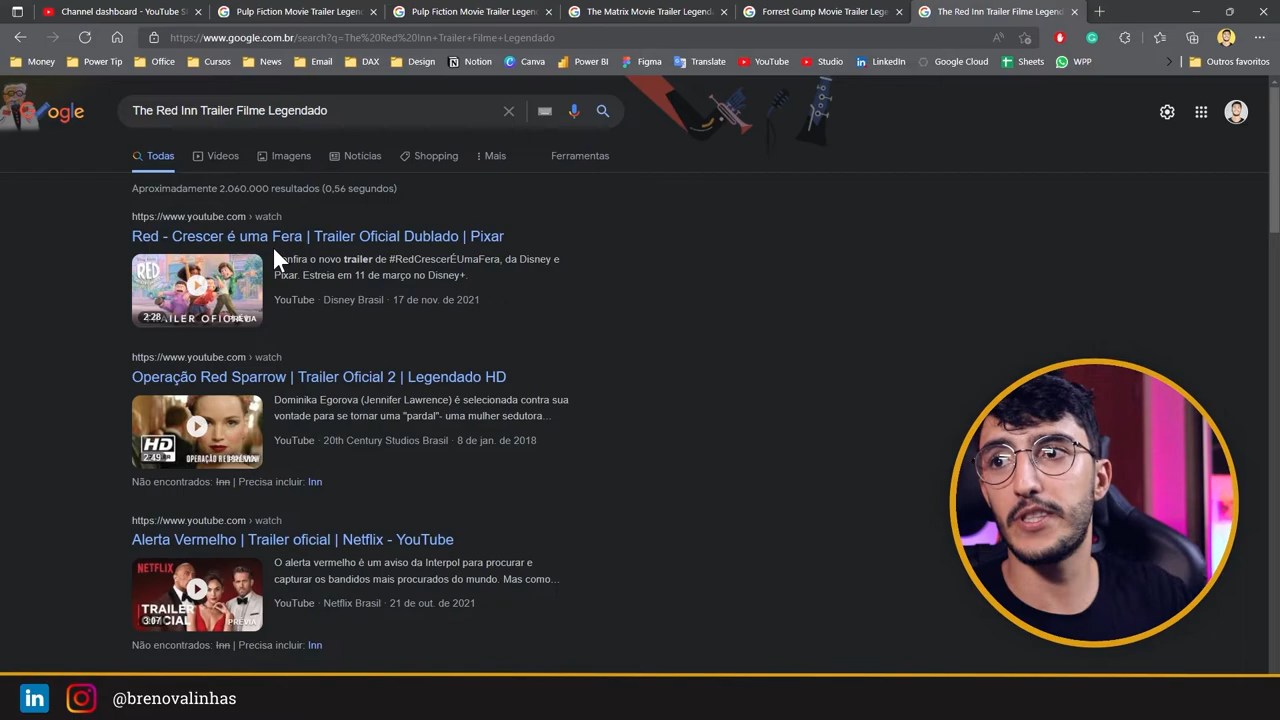 Channel dashboard - YouTube S
Pulp Fiction Movie Trailer Legen
Pulp Fiction Movie Trailer Legen
The Matrix Movie Trailer Legend
Forrest Gump Movie Trailer Lege
The Red Inn Trailer Filme Legend
https://www.google.com.br/search?q=The%20Red%20Inn+Trailer+Filme+Legendado
Money
Power Tip
Office
Cursos
News
Email
DAX
Design
Notion
Canva
Power BI
Figma
Translate
YouTube
Studio
LinkedIn
Google Cloud
Sheets
WPP
Outros favoritos
The Red Inn Trailer Filme Legendado
Todas
Vídeos
Imagens
Notícias
Shopping
Mais
Ferramentas
Aproximadamente 2.060.000 resultados (0,56 segundos)
https://www.youtube.com › watch
Red - Crescer é uma Fera | Trailer Oficial Dublado | Pixar
o novo trailer de #RedCrescerÉUmaFera, da Disney e
Pixar. Estreia em 11 de março no Disney+.
RED
2:28
PRÉVIA
YouTube · Disney Brasil · 17 de nov. de 2021
https://www.youtube.com › watch
Operação Red Sparrow | Trailer Oficial 2 | Legendado HD
Dominika Egorova (Jennifer Lawrence) é selecionada contra sua
vontade para se tornar uma "pardal"- uma mulher sedutora...
HD
2:49
YouTube · 20th Century Studios Brasil · 8 de jan. de 2018
Não encontrados: Inn | Precisa incluir: Inn
https://www.youtube.com › watch
Alerta Vermelho | Trailer oficial | Netflix - YouTube
O alerta vermelho é um aviso da Interpol para procurar e
capturar os bandidos mais procurados do mundo. Mas como...
NETFLIX
TRAILER
3:07
PRÉVIA
YouTube · Netflix Brasil · 21 de out. de 2021
Não encontrados: Inn | Precisa incluir: Inn
in
@brenovalinhas